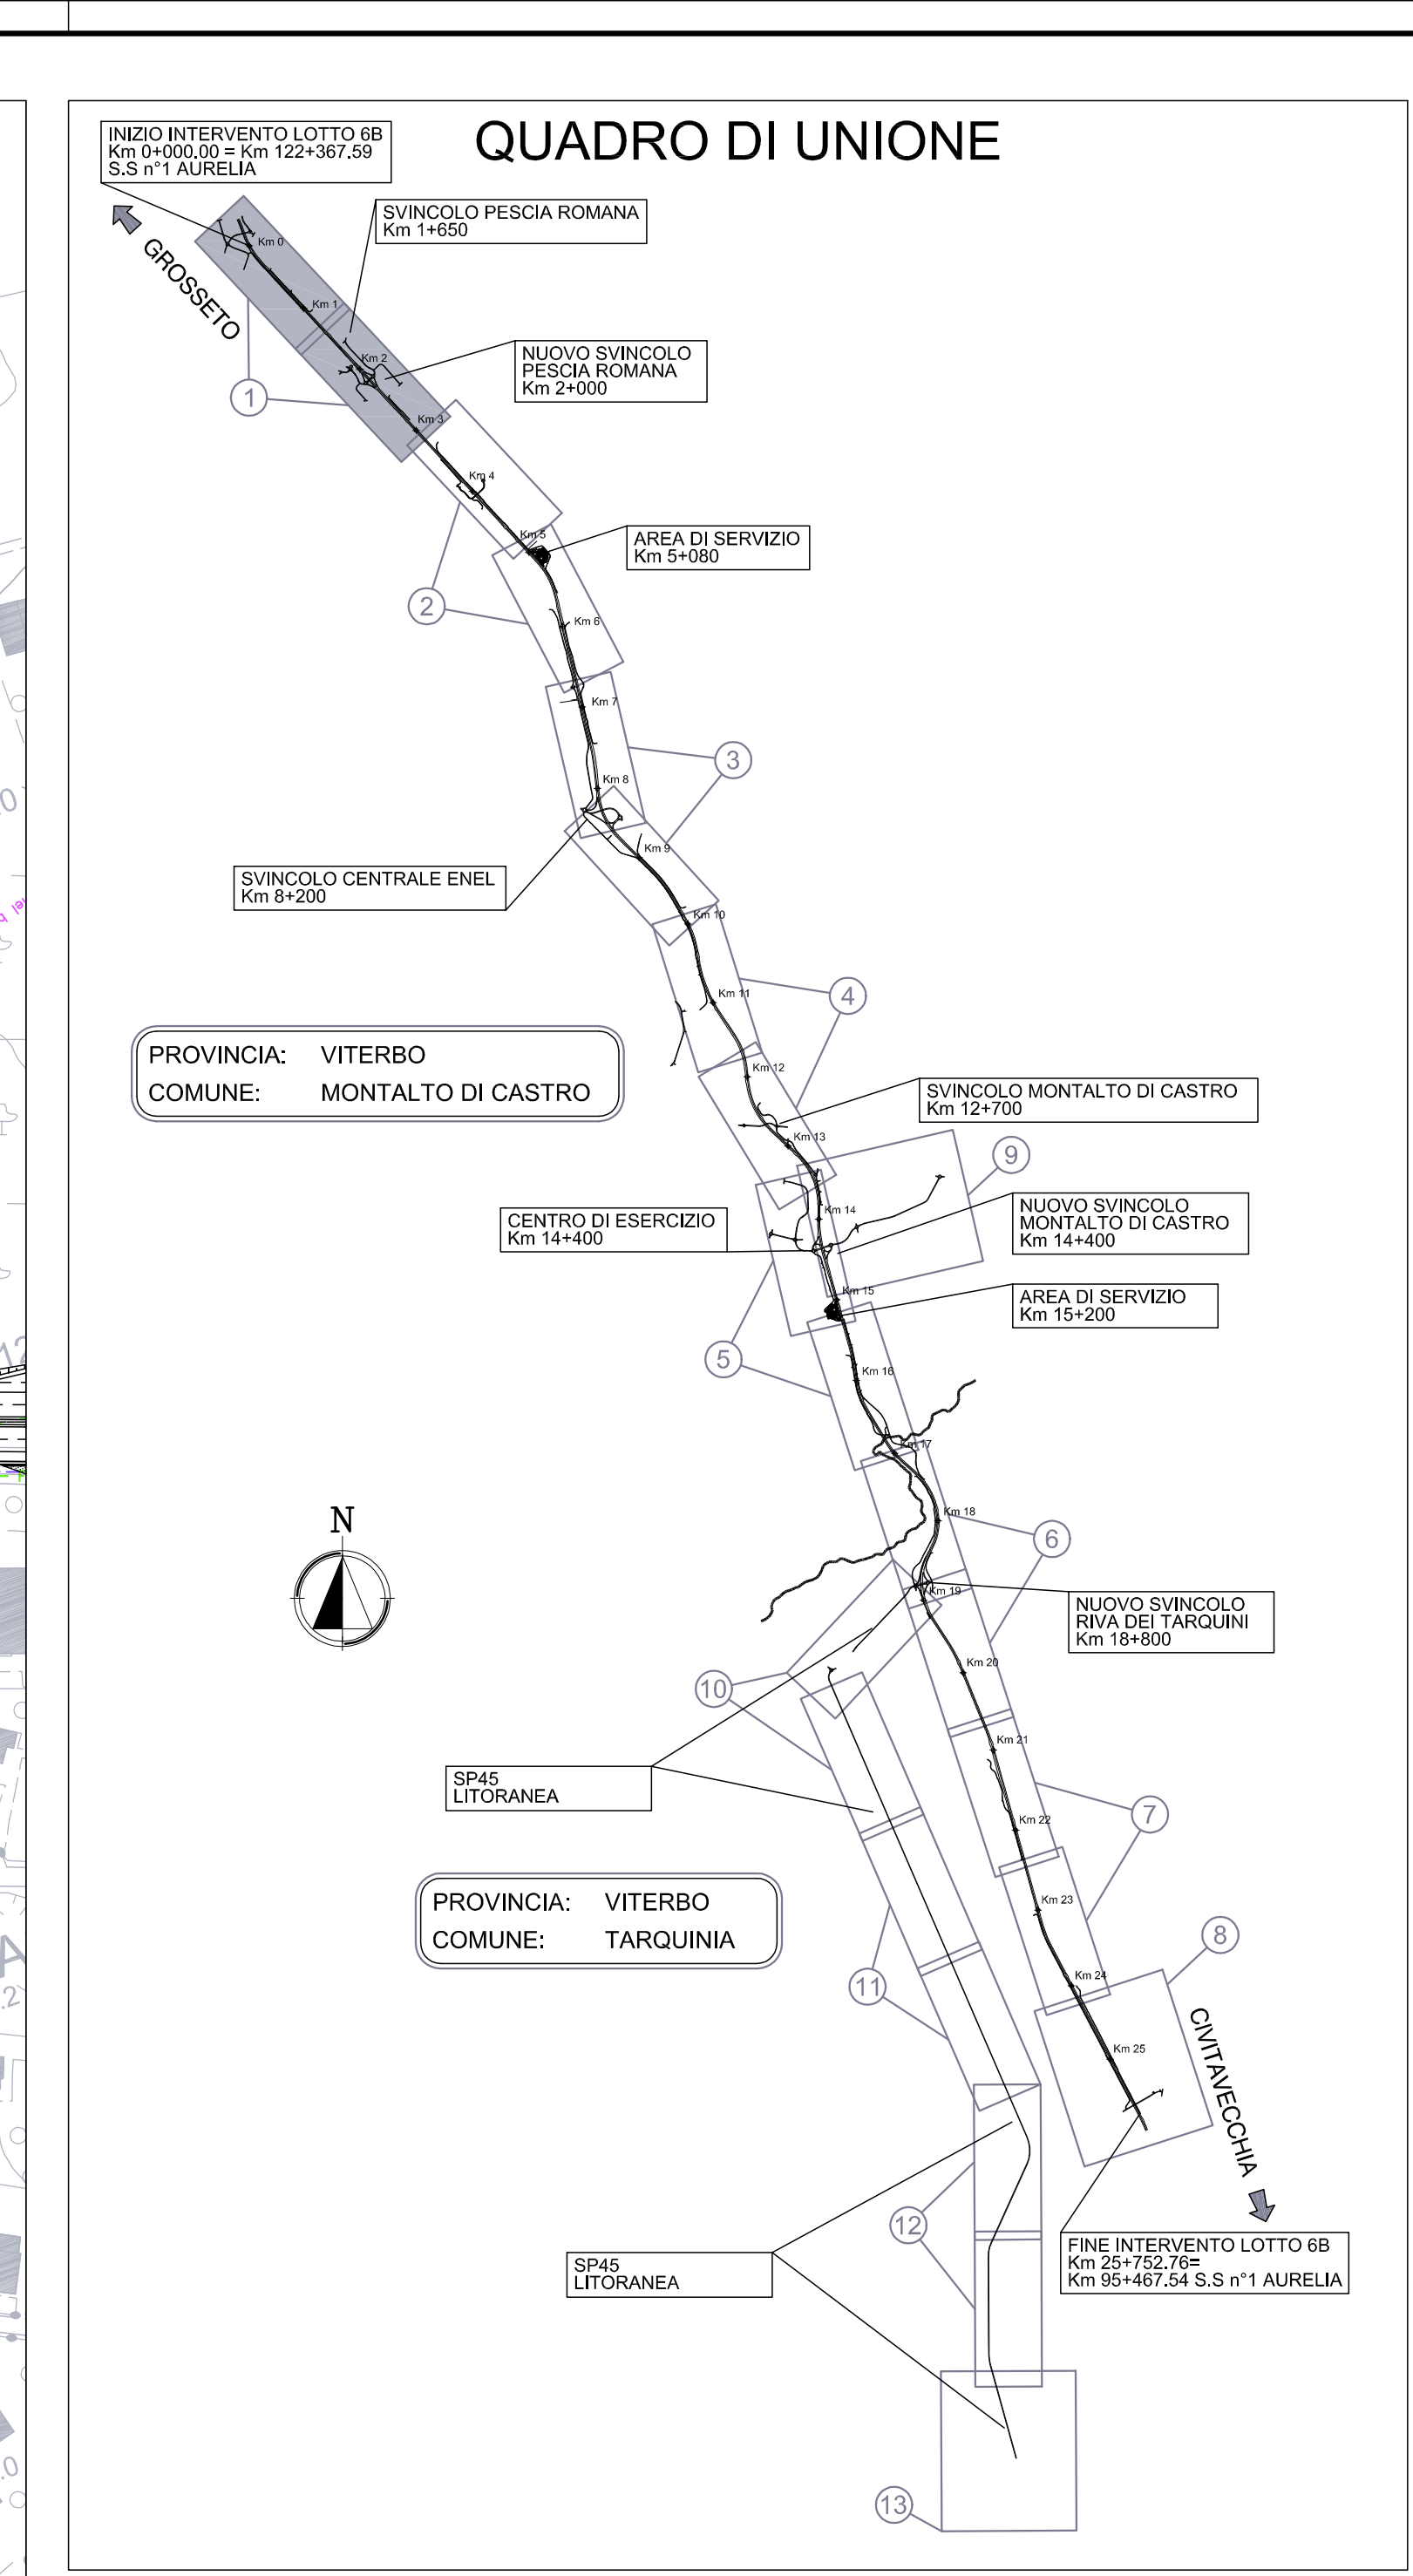 QUADRO DI UNIONE
INIZIO INTERVENTO LOTTO 6B
Km 0+000.00 = Km 122+367.59
S.S n°1 AURELIA
SVINCOLO PESCIA ROMANA
Km 1+650
GROSSETO
Km 0
Km 1
NUOVO SVINCOLO
PESCIA ROMANA
Km 2+000
Km 2
1
Km 3
Km 4
AREA DI SERVIZIO
Km 5+080
Km 5
2
Km 6
Km 7
3
Km 8
Km 9
SVINCOLO CENTRALE ENEL
Km 8+200
Km 10
4
Km 11
PROVINCIA: VITERBO
COMUNE: MONTALTO DI CASTRO
Km 12
SVINCOLO MONTALTO DI CASTRO
Km 12+700
Km 13
9
CENTRO DI ESERCIZIO
Km 14+400
Km 14
NUOVO SVINCOLO
MONTALTO DI CASTRO
Km 14+400
Km 15
AREA DI SERVIZIO
Km 15+200
5
Km 16
Km 17
N
Km 18
6
Km 19
NUOVO SVINCOLO
RIVA DEI TARQUINI
Km 18+800
Km 20
10
Km 21
SP45
LITORANEA
7
Km 22
PROVINCIA: VITERBO
COMUNE: TARQUINIA
Km 23
8
11
Km 24
CIVITAVECCHIA
Km 25
12
SP45
LITORANEA
FINE INTERVENTO LOTTO 6B
Km 25+752.76=
Km 95+467.54 S.S n°1 AURELIA
13